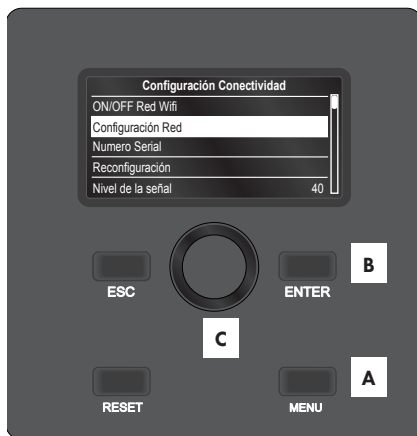 Configuración Conectividad
ON/OFF Red Wifi
Configuración Red
Numero Serial
Reconfiguración
Nivel de la señal 40
B
ESC ENTER
C
A
RESET MENU